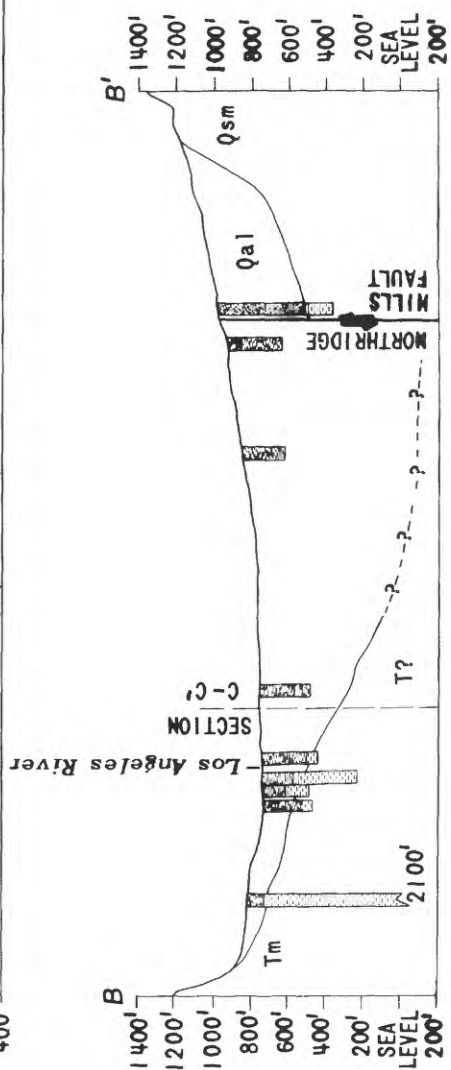 400
B'
1400'
1200'
1000'
800'
600'
400'
200'
SEA
LEVEL
200'
Qsm
Qal
NORTHRIDGE
HILLS
FAULT
?
?
?
?
T?
SECTION
C-C'
Los Angeles River
2100'
Tm
B
1400'
1200'
1000'
800'
600'
400'
200'
SEA
LEVEL
200'